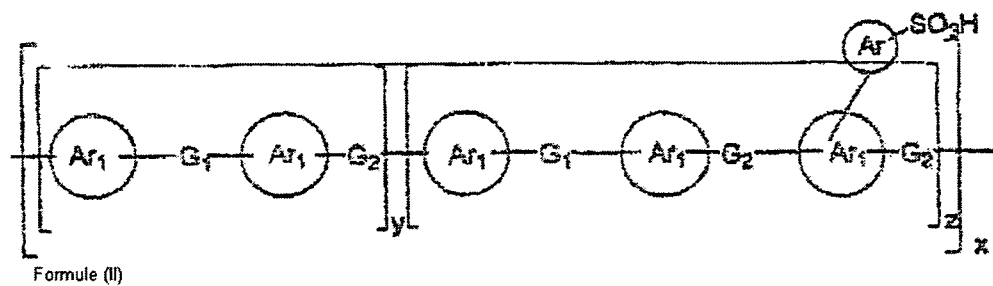 Ar SO3H
Ar1 G1 Ar1 G2 y Ar1 G1 Ar1 G2 Ar1 G2 z x
Formule (II)